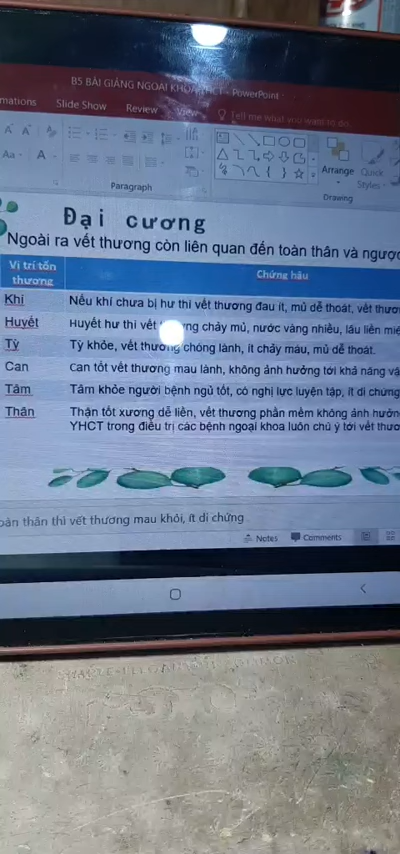 B5 BÀI GIẢNG NGOẠI KHOA YHCT - PowerPoint
mations Slide Show Review View Tell me what you want to do
Aa A
Paragraph
Arrange
Quick
Styles
Drawing
Đại cương
Ngoài ra vết thương còn liên quan đến toàn thân và ngược
Vị trí tổn
thương
Chứng hậu
Khí Nếu khí chưa bị hư thì vết thương đau ít, mủ dễ thoát, vết thươ
Huyết Huyết hư thì vết ng chảy mủ, nước vàng nhiều, lâu liền miệ
Tỳ Tỳ khỏe, vết thương chóng lành, ít chảy máu, mủ dễ thoát.
Can Can tốt vết thương mau lành, không ảnh hưởng tới khả năng vậ
Tâm Tâm khỏe người bệnh ngủ tốt, có nghị lực luyện tập, ít di chứng
Thận Thận tốt xương dễ liền, vết thương phần mềm không ảnh hưởn
YHCT trong điều trị các bệnh ngoại khoa luôn chú ý tới vết thươ
oàn thân thì vết thương mau khỏi, ít di chứng
Notes Comments